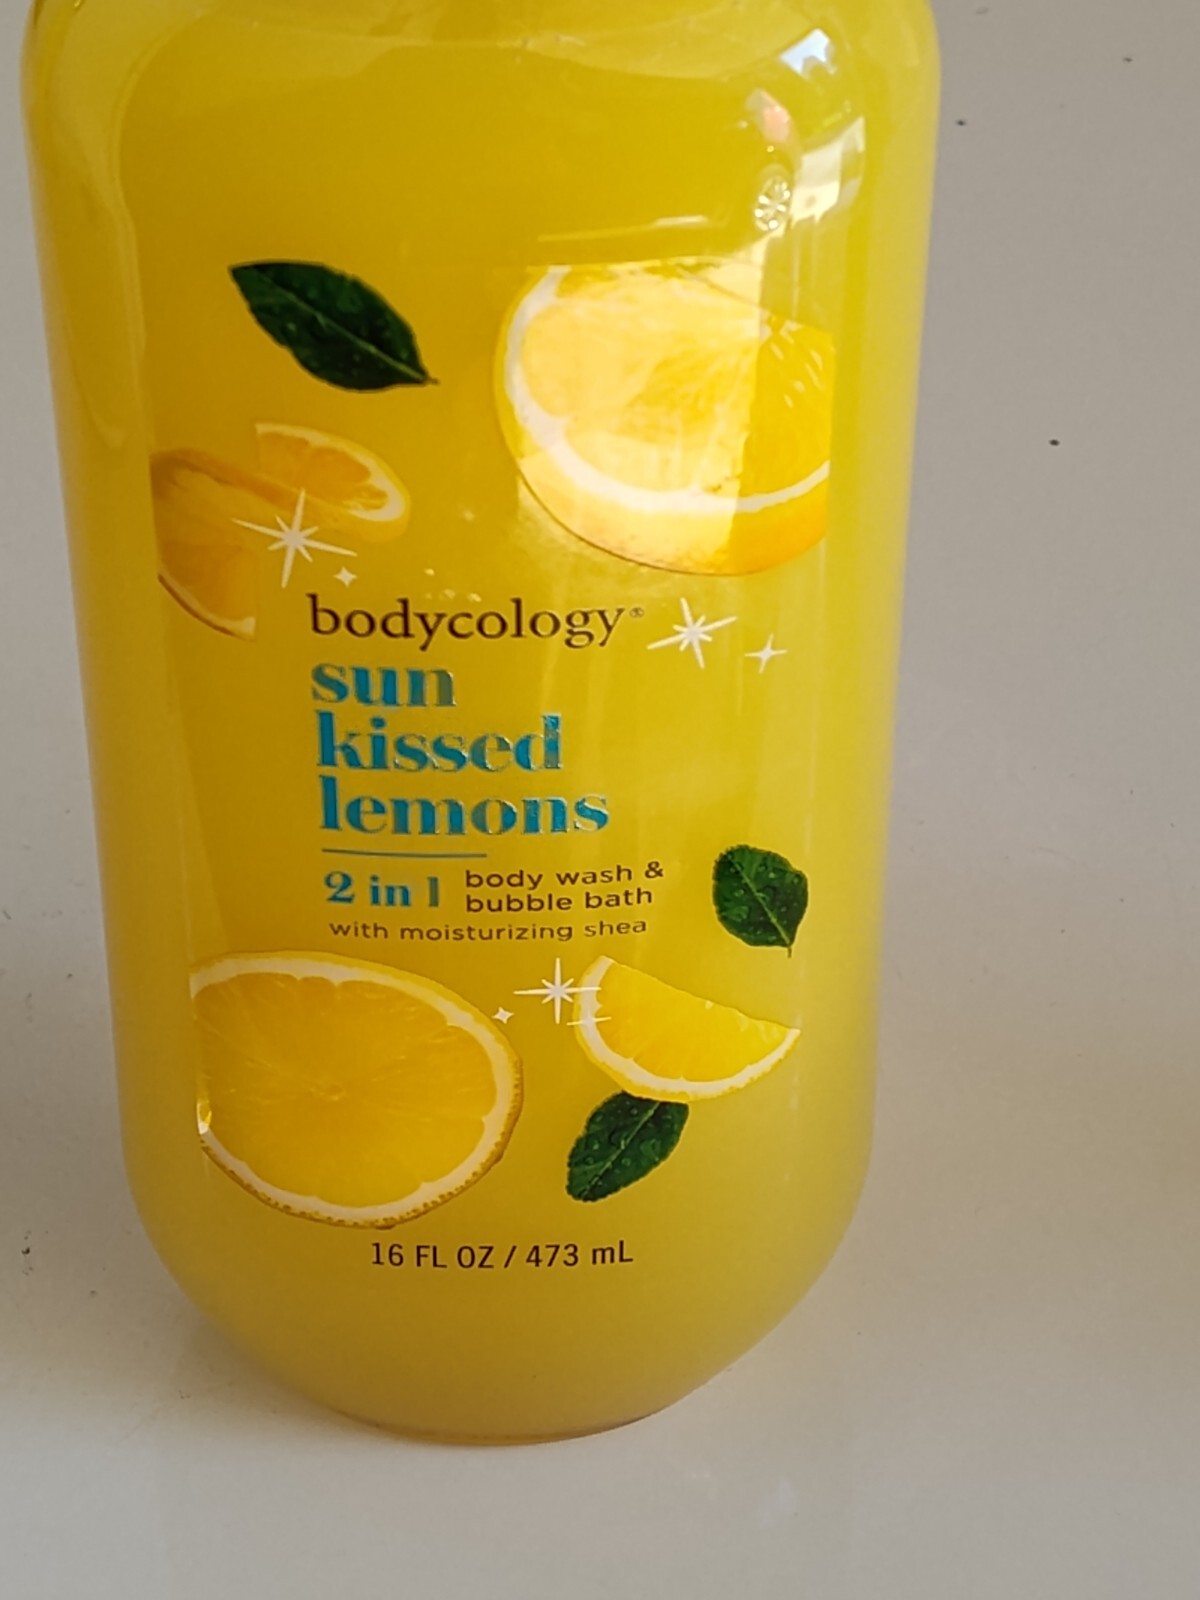 bodycology®
sun
kissed
lemons
2 in 1 body wash &
bubble bath
with moisturizing shea
16 FL OZ / 473 mL